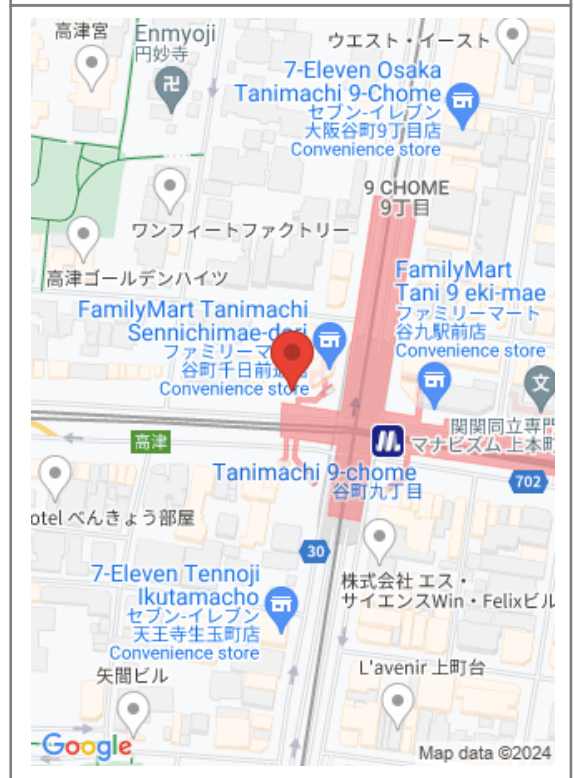 高津宮
Enmyoji
円妙寺
卍
ウエスト・イースト
7-Eleven Osaka
Tanimachi 9-Chome
セブン-イレブン
大阪谷町9丁目店
Convenience store
9 CHOME
9丁目
ワンフィートファクトリー
高津ゴールデンハイツ
FamilyMart
Tani 9 eki-mae
ファミリーマート
谷九駅前店
Convenience store
FamilyMart Tanimachi
Sennichimae-dori
ファミリーマ
谷町千日前
Convenience store
文
関関同立専門
マナビズム 上本町
高津
Tanimachi 9-chome
谷町九丁目
702
otel べんきょう部屋
30
株式会社 エス・
サイエンスWin・Felixビル
7-Eleven Tennoji
Ikutamacho
セブン-イレブン
天王寺生玉町店
Convenience store
L'avenir 上町台
矢間ビル
Google
Map data ©2024